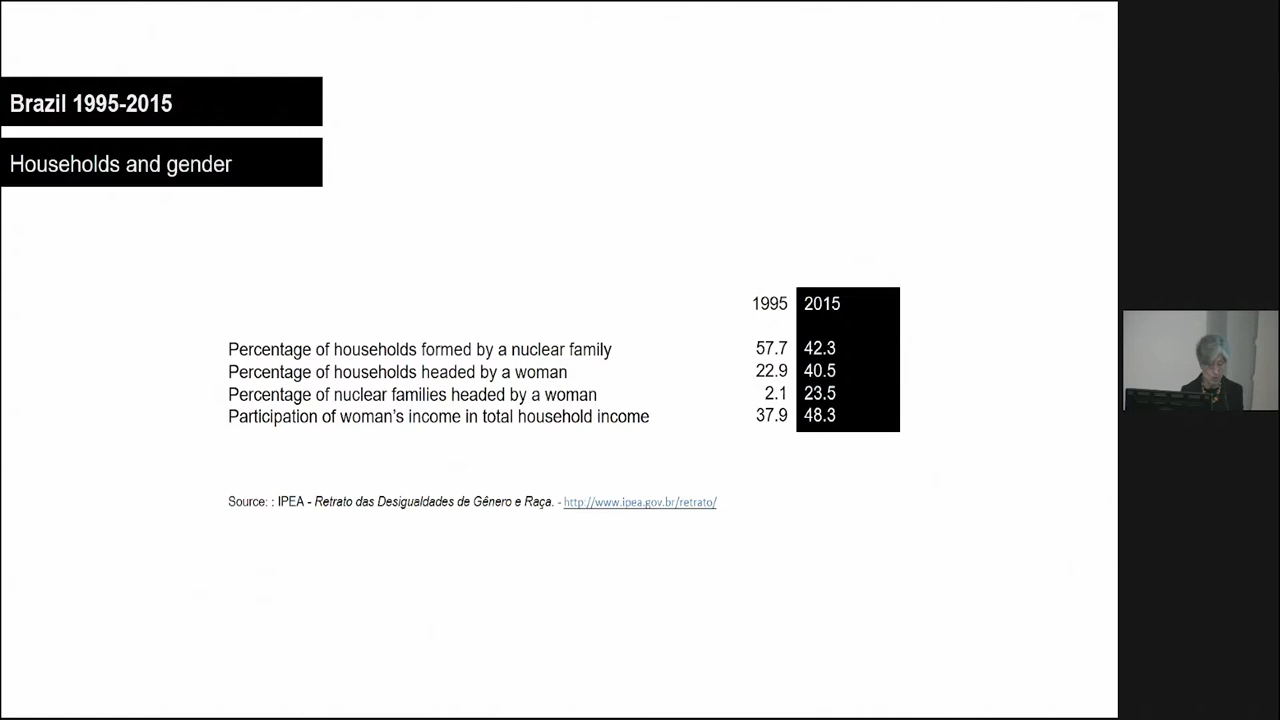 Brazil 1995-2015
Households and gender
1995 2015
Percentage of households formed by a nuclear family 57.7 42.3
Percentage of households headed by a woman 22.9 40.5
Percentage of nuclear families headed by a woman 2.1 23.5
Participation of woman’s income in total household income 37.9 48.3
Source: : IPEA - Retrato das Desigualdades de Gênero e Raça. - http://www.ipea.gov.br/retrato/